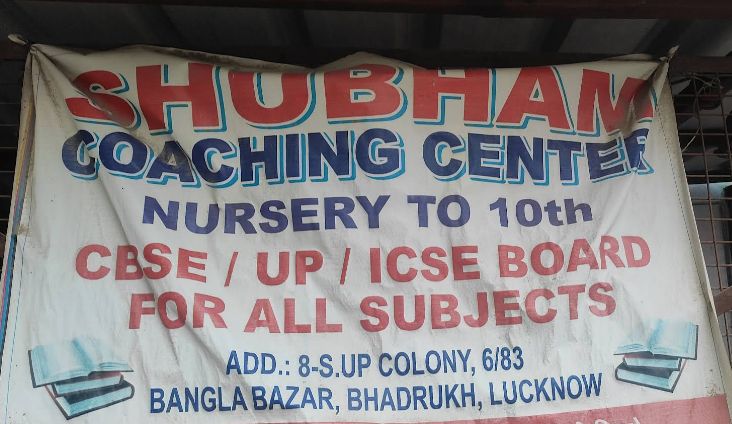 SHUBHAM
COACHING CENTER
NURSERY TO 10th
CBSE / UP / ICSE BOARD
FOR ALL SUBJECTS
ADD.: 8-S.UP COLONY, 6/83
BANGLA BAZAR, BHADRUKH, LUCKNOW